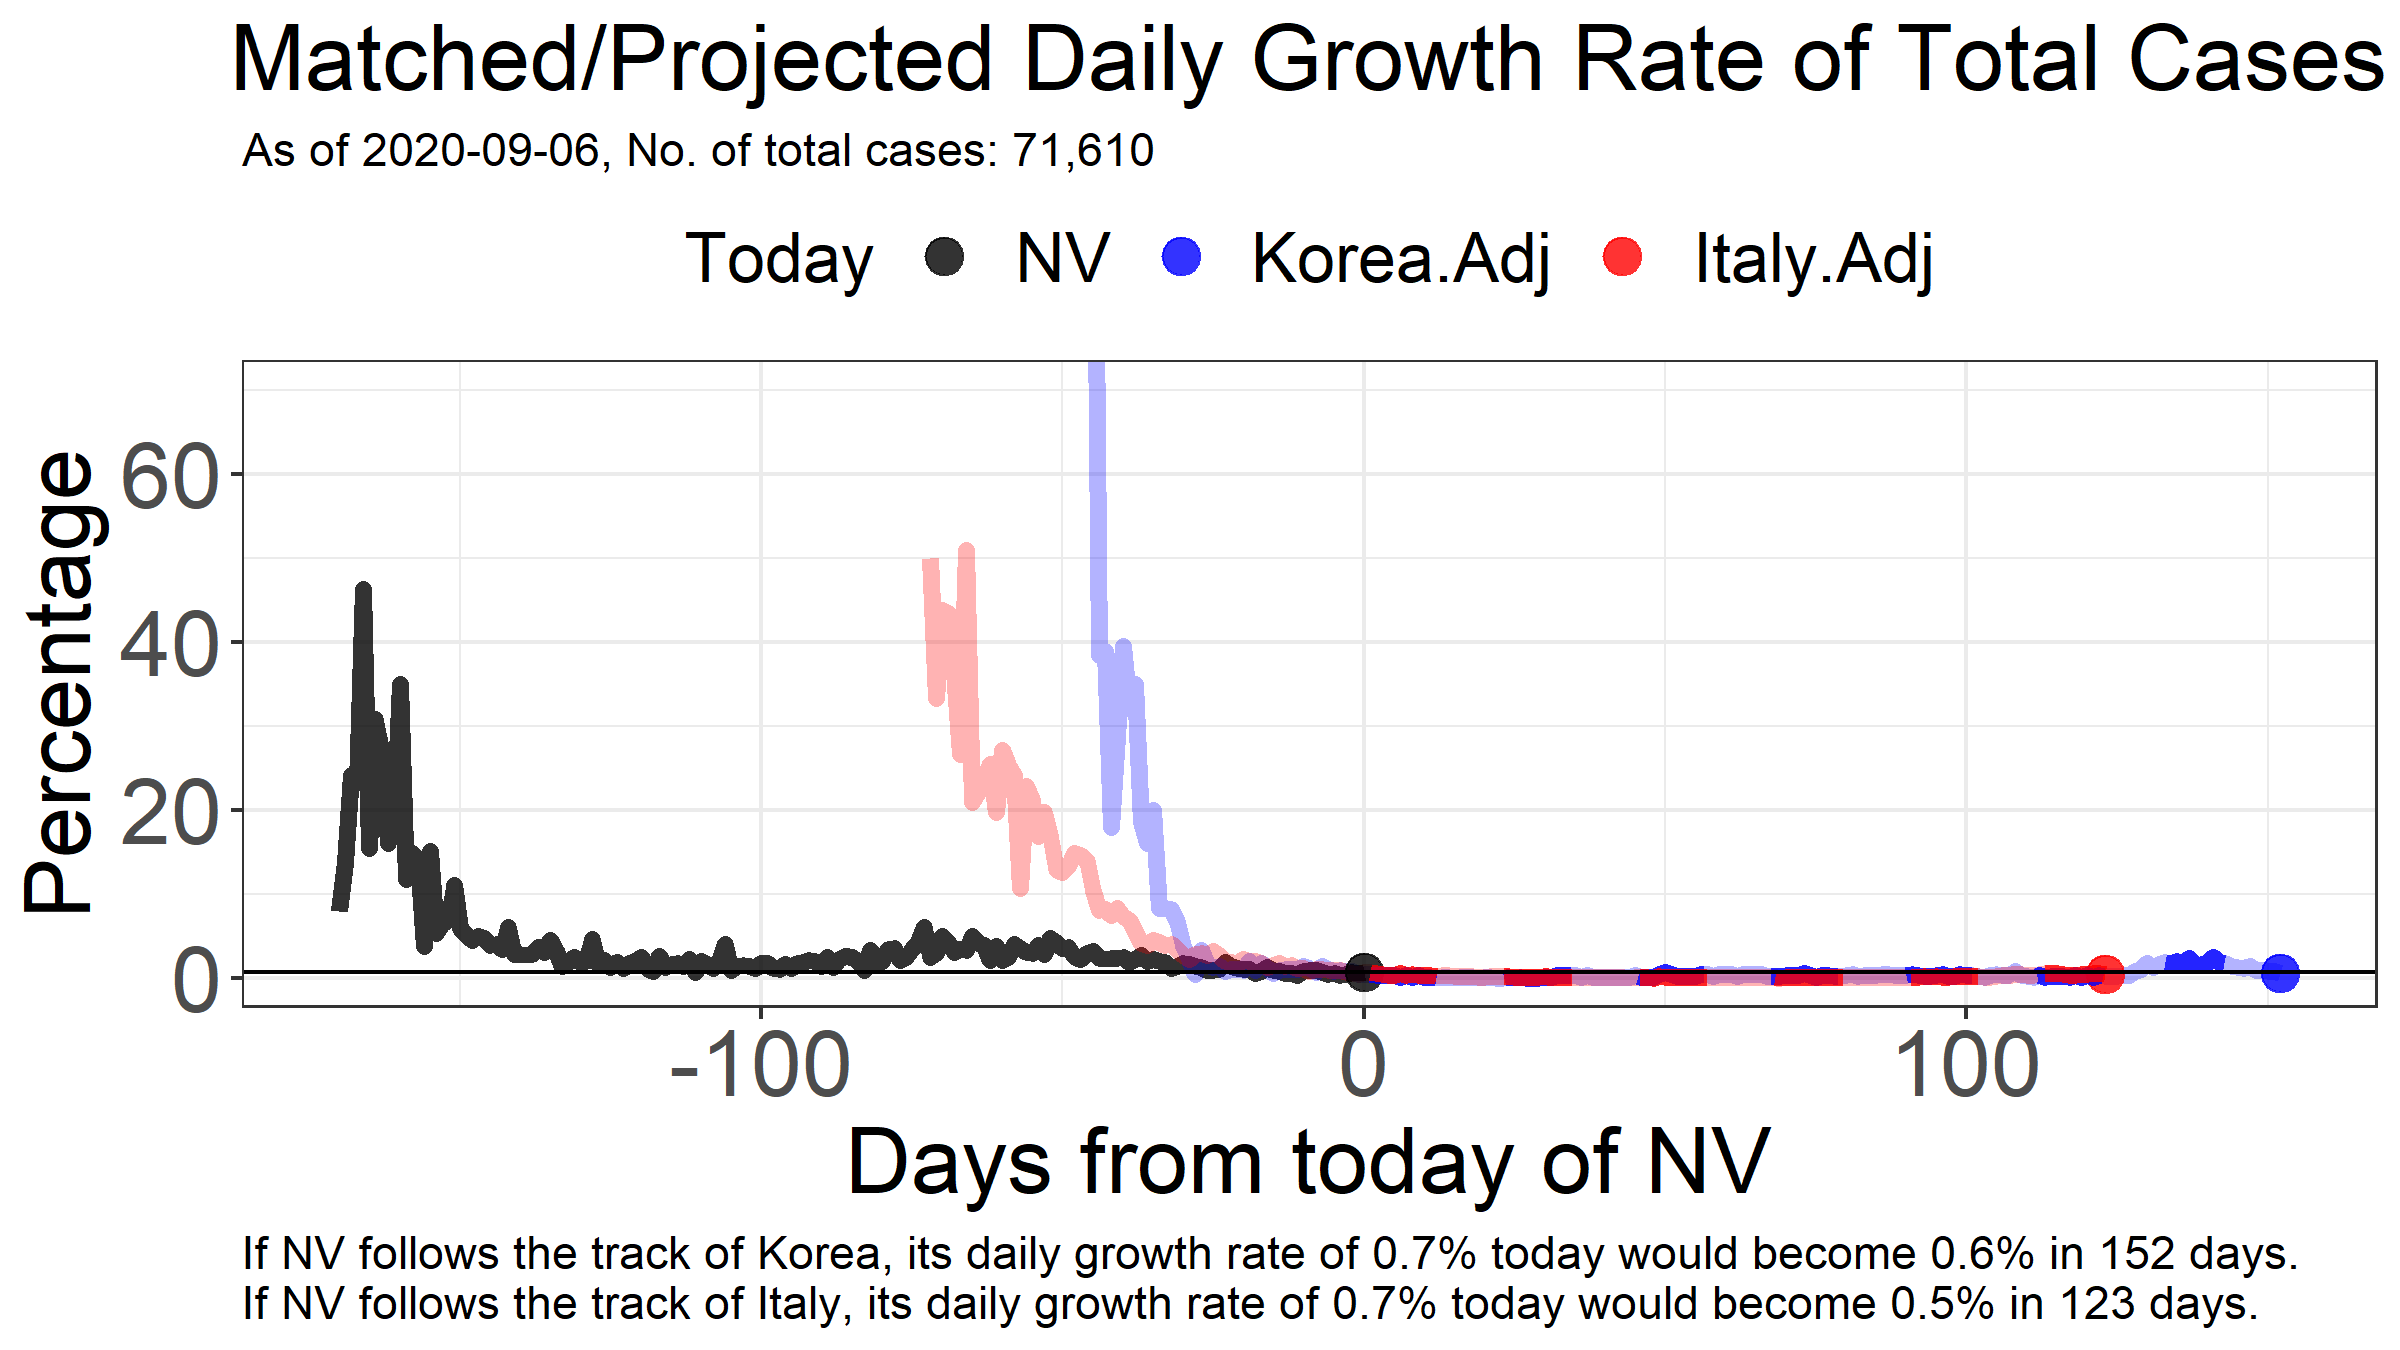 Matched/Projected Daily Growth Rate of Total Cases
As of 2020-09-06, No. of total cases: 71,610
Today NV Korea.Adj Italy.Adj
Percentage
60
40
20
0
-100 0 100
Days from today of NV
If NV follows the track of Korea, its daily growth rate of 0.7% today would become 0.6% in 152 days.
If NV follows the track of Italy, its daily growth rate of 0.7% today would become 0.5% in 123 days.